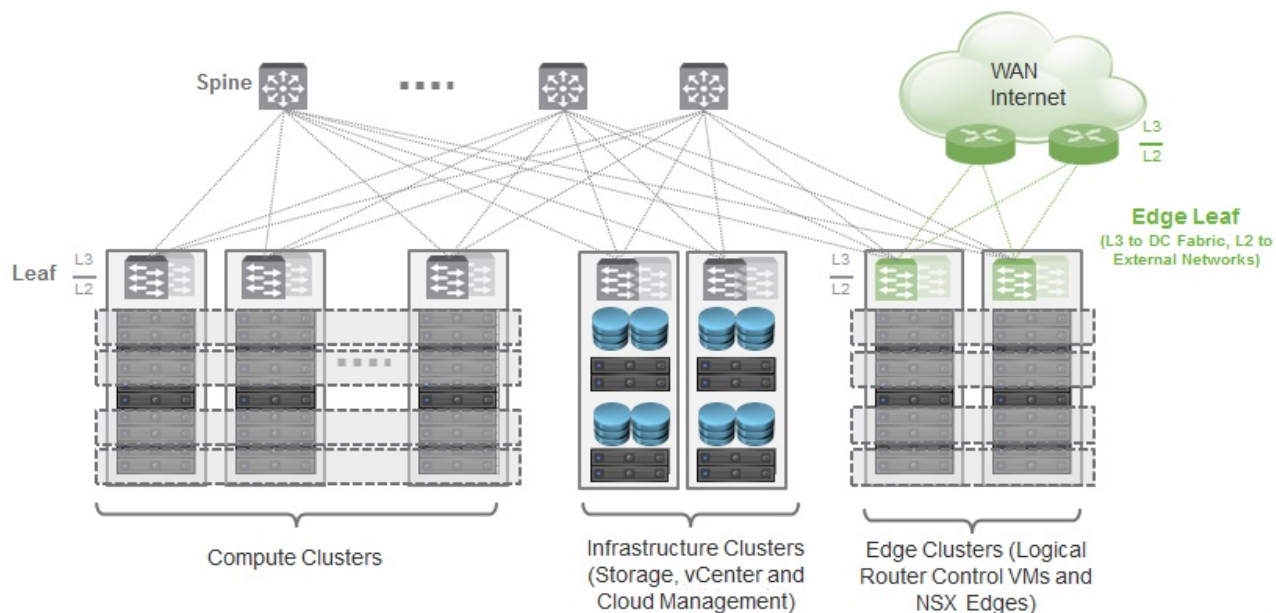 Spine
WAN
Internet
L3
L2
Edge Leaf
(L3 to DC Fabric, L2 to
External Networks)
Leaf
L3
L2
L3
L2
Compute Clusters
Infrastructure Clusters
(Storage, vCenter and
Cloud Management)
Edge Clusters (Logical
Router Control VMs and
NSX Edges)